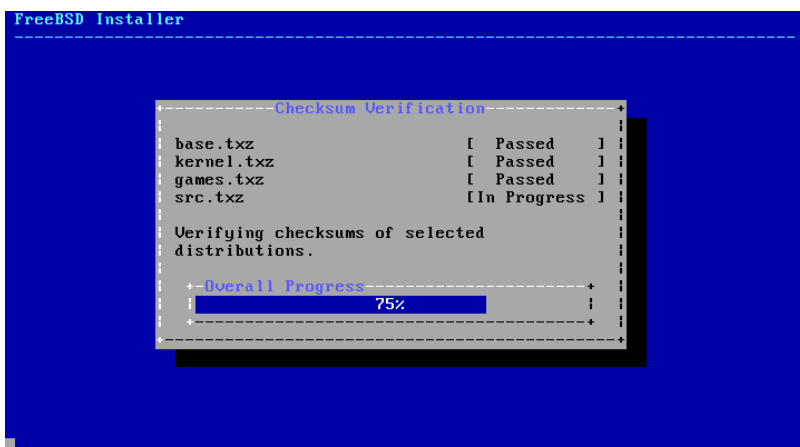 FreeBSD Installer
Checksum Verification
base.txz [ Passed ]
kernel.txz [ Passed ]
games.txz [ Passed ]
src.txz [In Progress ]
Verifying checksums of selected
distributions.
Overall Progress
75%